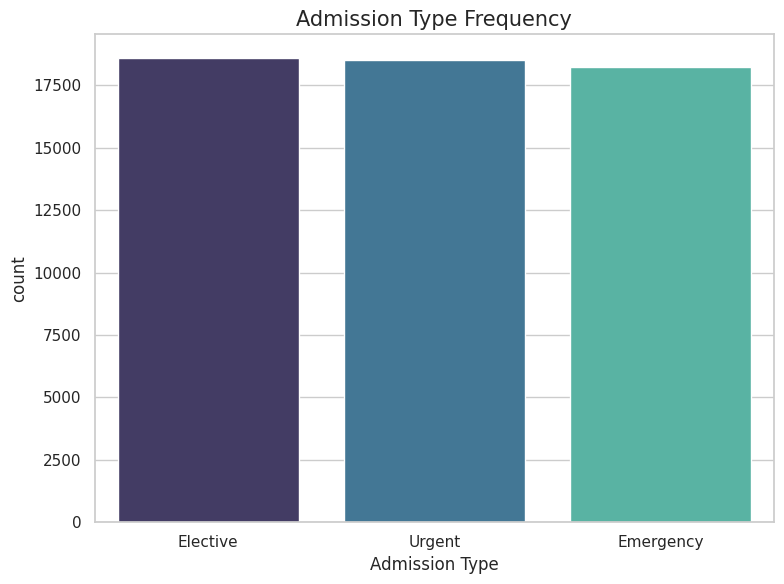 Admission Type Frequency
17500
15000
12500
10000
7500
5000
2500
0
count
Elective Urgent Emergency
Admission Type